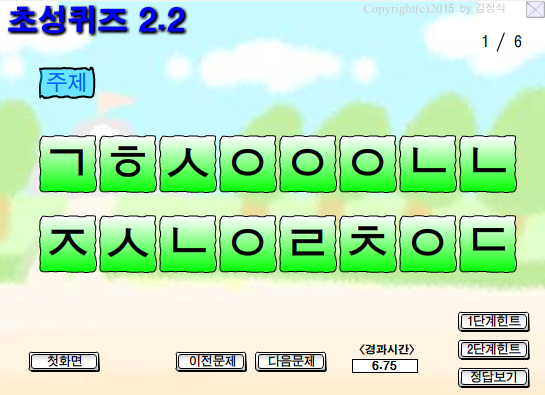 초성퀴즈 2.2
Copyright(c)2015 by 김정식
1 / 6
주제
ㄱㅎㅅㅇㅇㅇㄴㄴ
ㅈㅅㄴㅇㄹㅊㅇㄷ
1단계힌트
<경과시간>
2단계힌트
첫화면 이전문제 다음문제 6.75
정답보기